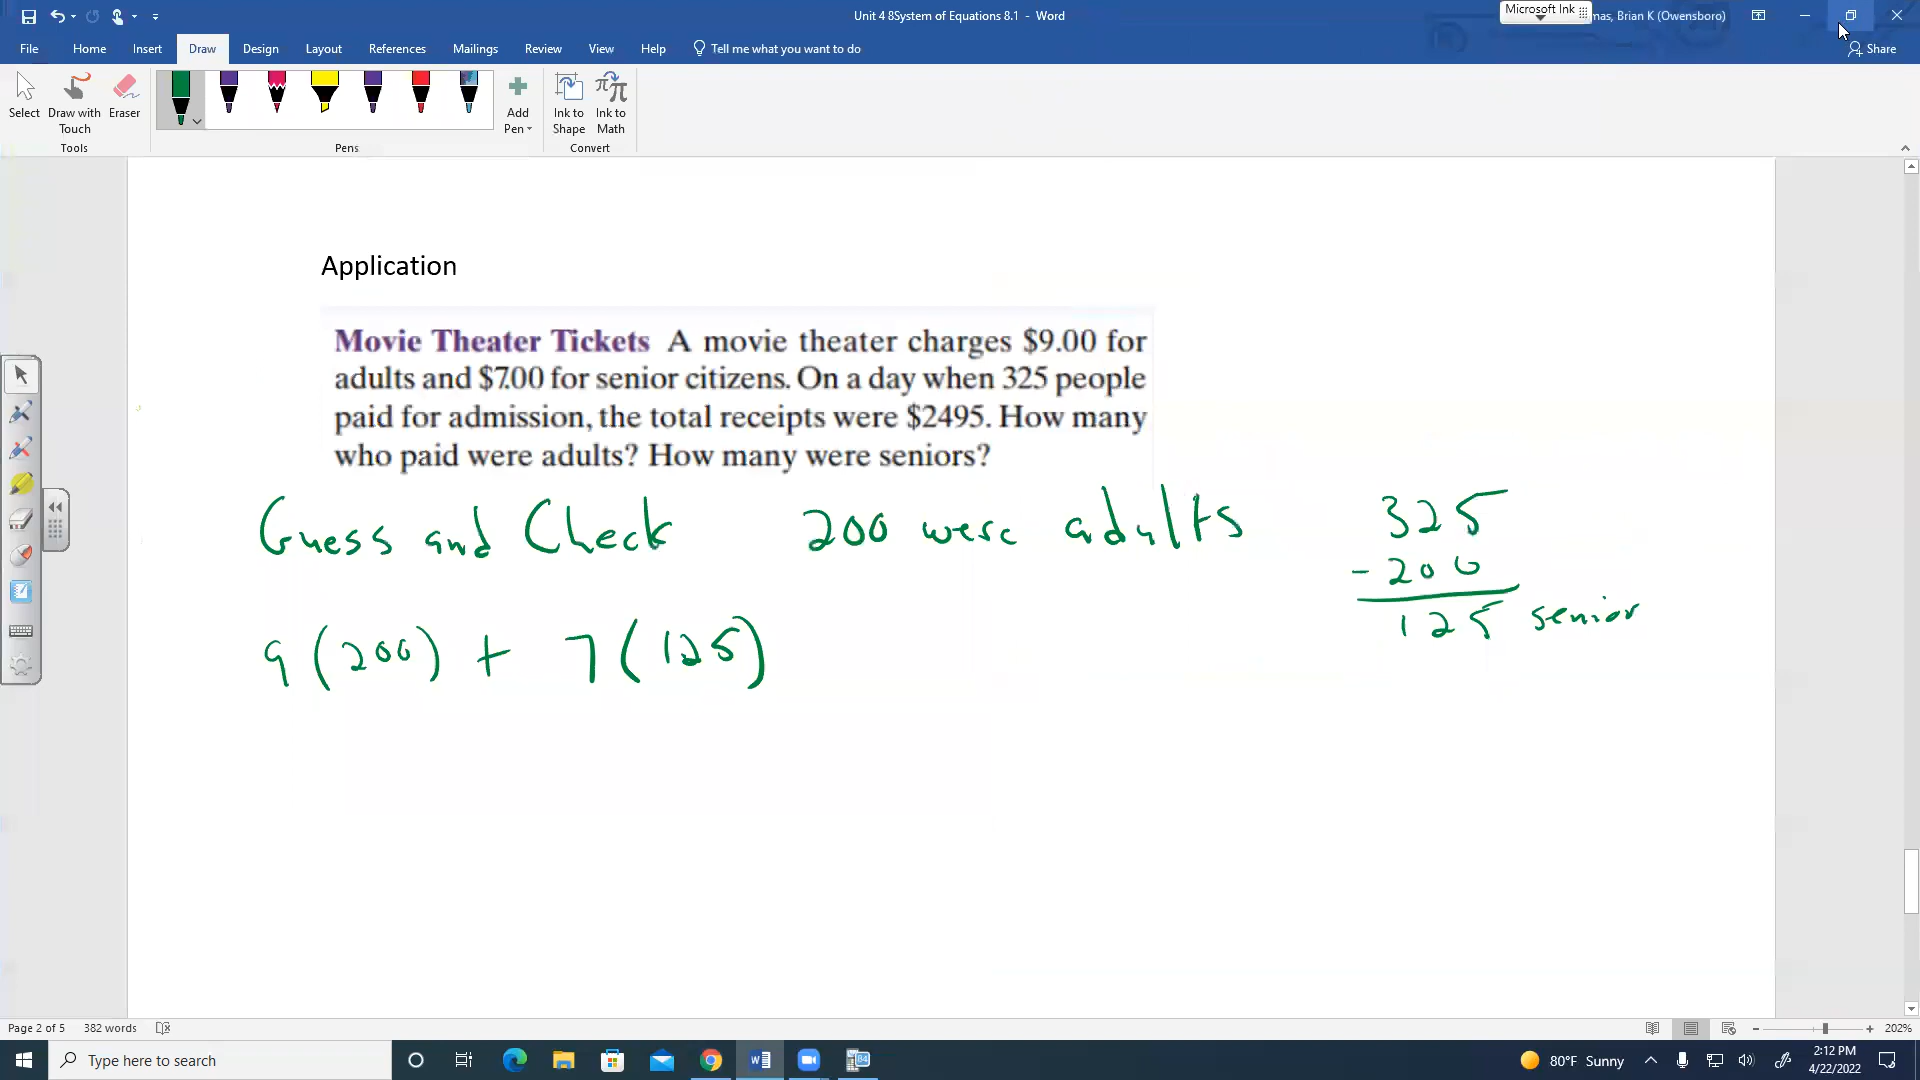 Unit 4 8System of Equations 8.1 - Word
Microsoft Ink
mas, Brian K (Owensboro)
File Home Insert Draw Design Layout References Mailings Review View Help Tell me what you want to do
Share
Select Draw with Touch Eraser
Add Pen
Ink to Shape
Ink to Math
Tools Pens Convert
Application
Movie Theater Tickets A movie theater charges $9.00 for
adults and $7.00 for senior citizens. On a day when 325 people
paid for admission, the total receipts were $2495. How many
who paid were adults? How many were seniors?
Guess and Check 200 were adults
325
- 200
125 senior
9(200) + 7(125)
Page 2 of 5 382 words
202%
Type here to search
80°F Sunny
2:12 PM
4/22/2022